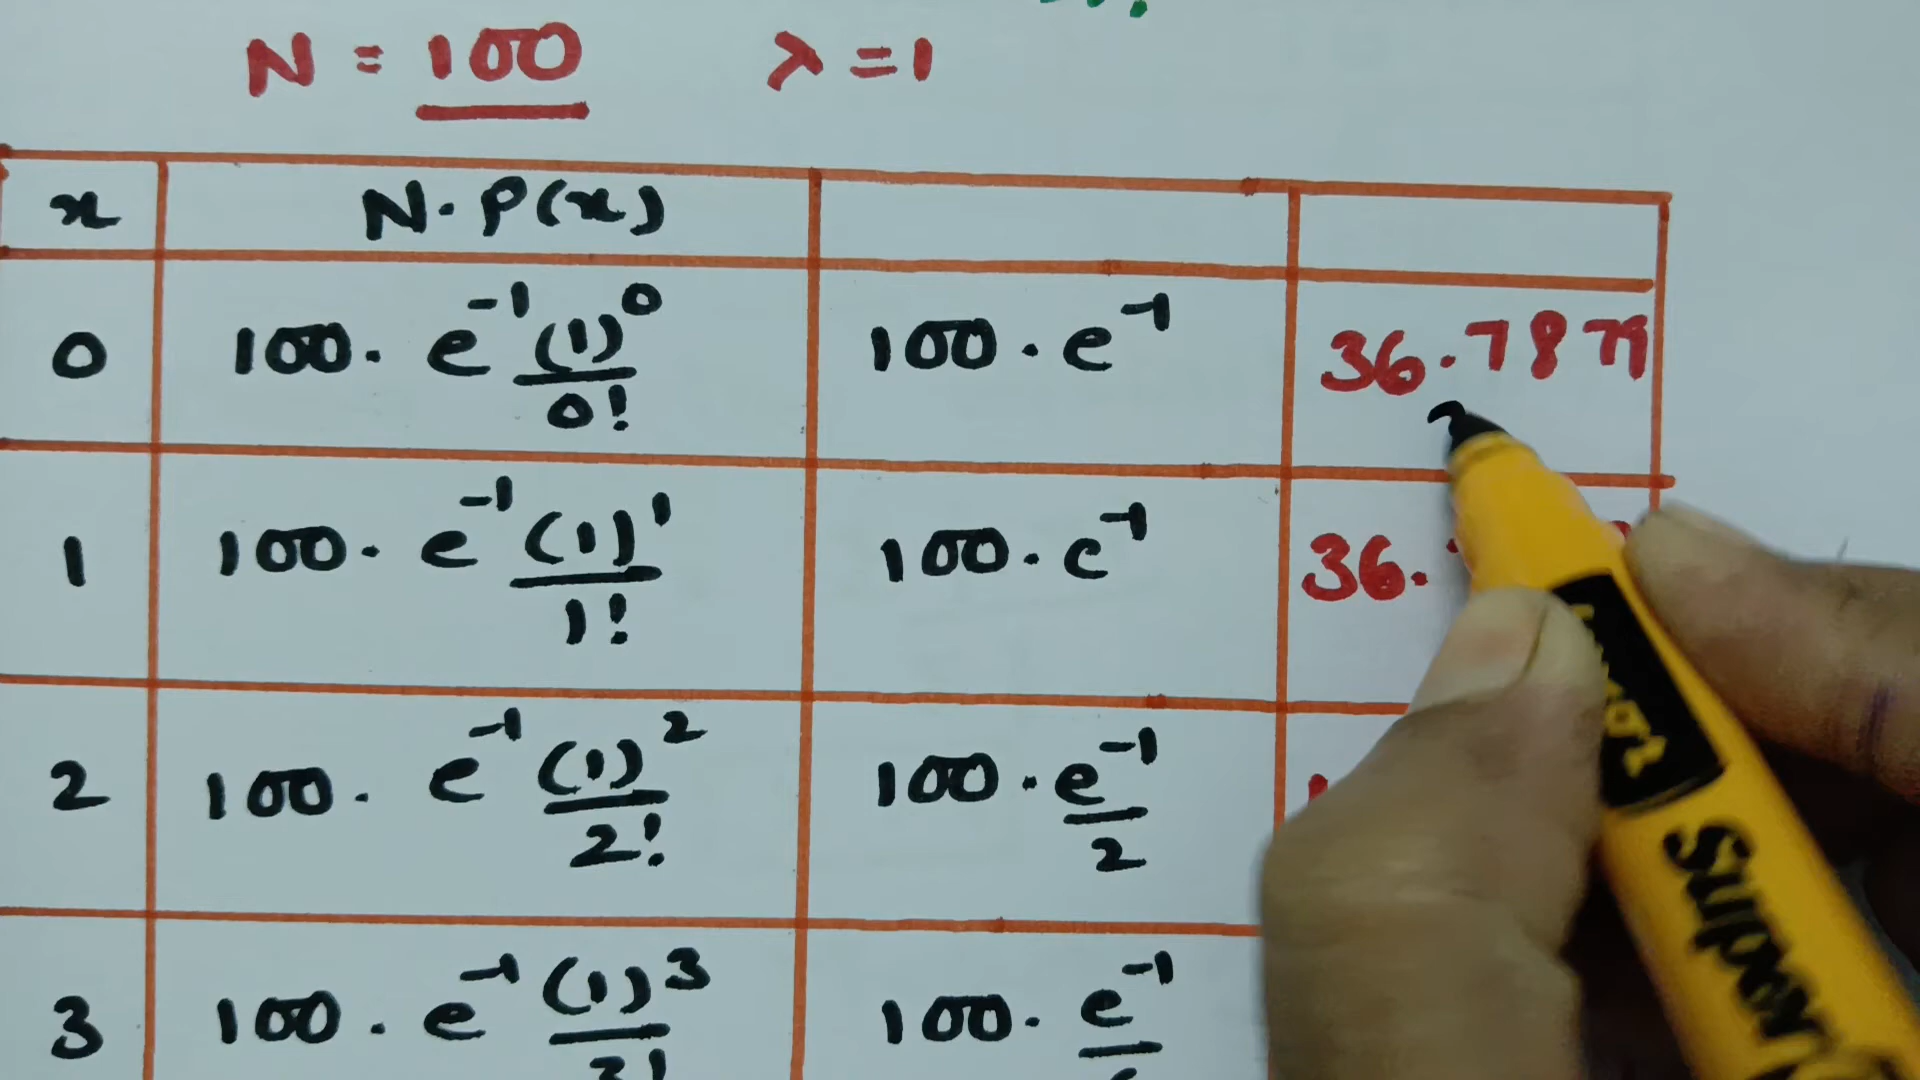 N = 100 λ = 1
x N·P(x)
0 100· e⁻¹ (1)⁰/0! 100·e⁻¹ 36.7879
1 100· e⁻¹ (1)¹/1! 100·e⁻¹ 36.
2 100· e⁻¹ (1)²/2! 100·e⁻¹/2
3 100· e⁻¹ (1)³/3! 100·e⁻¹